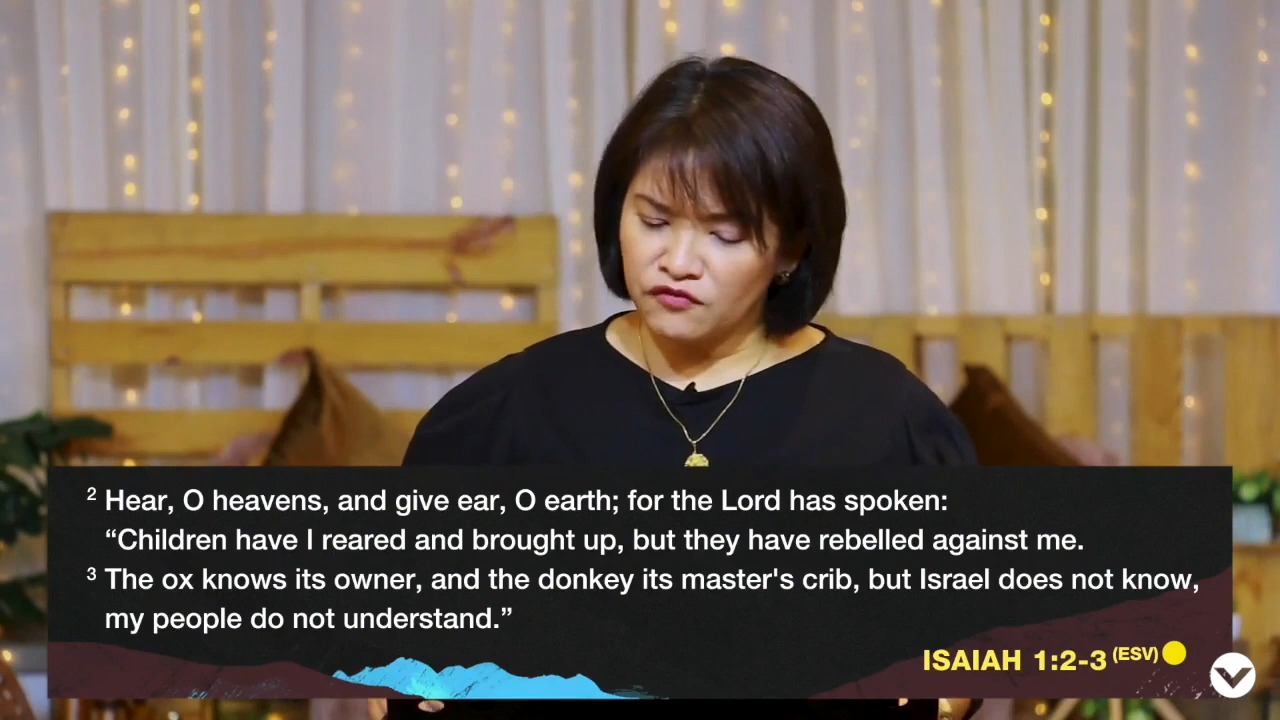 2 Hear, O heavens, and give ear, O earth; for the Lord has spoken:
“Children have I reared and brought up, but they have rebelled against me.
3 The ox knows its owner, and the donkey its master's crib, but Israel does not know,
my people do not understand.”
ISAIAH 1:2-3 (ESV)